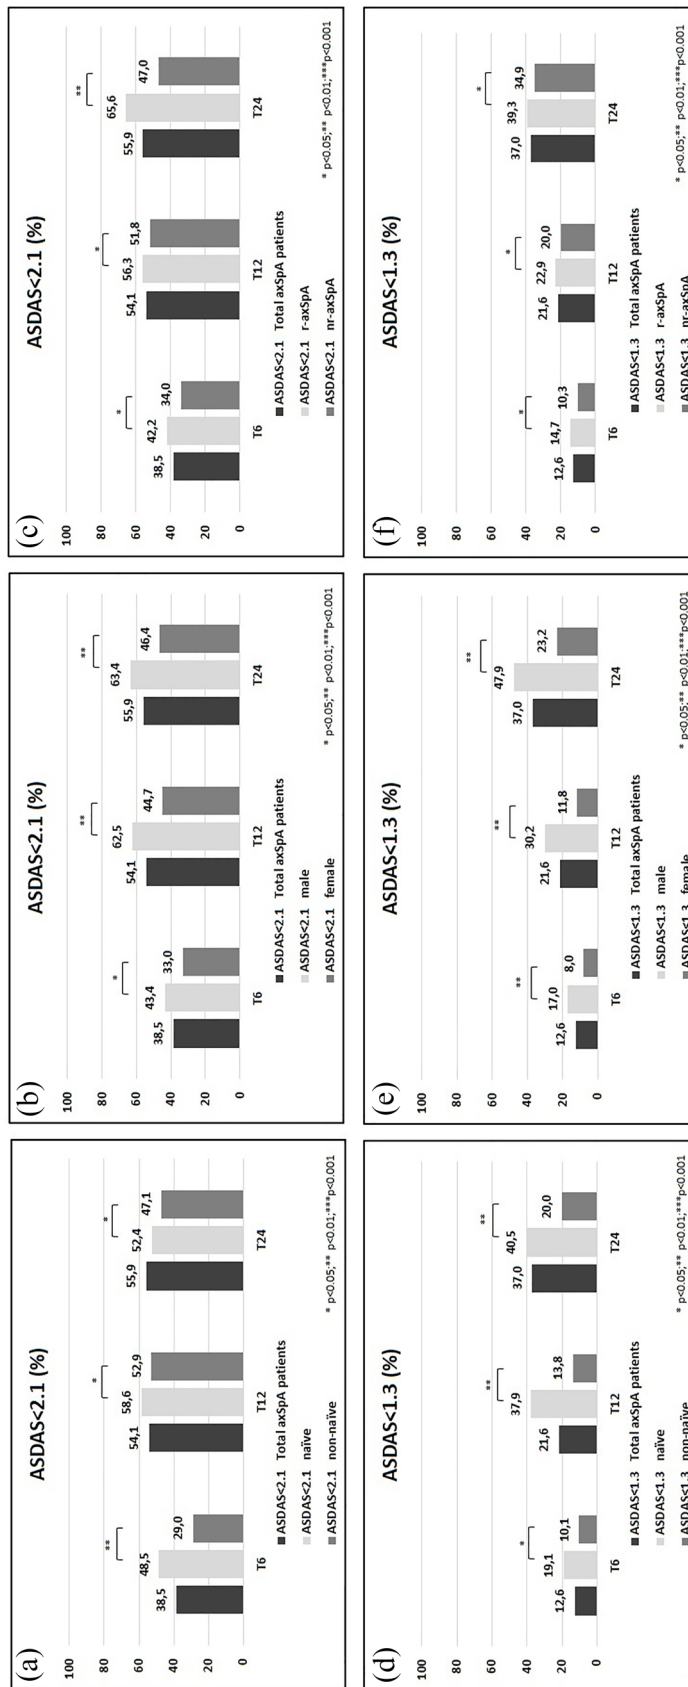 (a)
ASDAS<2.1 (%)
100
80
60
40
20
0
38,5
48,5
29,0
**
54,1
58,6
52,9
*
55,9
52,4
47,1
*
T6
T12
T24
ASDAS<2.1 Total axSpA patients
ASDAS<2.1 naïve
ASDAS<2.1 non-naïve
* p<0.05;** p<0.01;***p<0.001
(b)
ASDAS<2.1 (%)
100
80
60
40
20
0
38,5
43,4
33,0
*
54,1
62,5
44,7
**
55,9
63,4
46,4
**
T6
T12
T24
ASDAS<2.1 Total axSpA patients
ASDAS<2.1 male
ASDAS<2.1 female
* p<0.05;** p<0.01;***p<0.001
(c)
ASDAS<2.1 (%)
100
80
60
40
20
0
38,5
42,2
34,0
*
54,1
56,3
51,8
*
55,9
65,6
47,0
**
T6
T12
T24
ASDAS<2.1 Total axSpA patients
ASDAS<2.1 r-axSpA
ASDAS<2.1 nr-axSpA
* p<0.05;** p<0.01;***p<0.001
(d)
ASDAS<1.3 (%)
100
80
60
40
20
0
12,6
19,1
10,1
*
21,6
37,9
13,8
**
37,0
40,5
20,0
**
T6
T12
T24
ASDAS<1.3 Total axSpA patients
ASDAS<1.3 naïve
ASDAS<1.3 non-naïve
* p<0.05;** p<0.01;***p<0.001
(e)
ASDAS<1.3 (%)
100
80
60
40
20
0
12,6
17,0
8,0
**
21,6
30,2
11,8
**
37,0
47,9
23,2
**
T6
T12
T24
ASDAS<1.3 Total axSpA patients
ASDAS<1.3 male
ASDAS<1.3 female
* p<0.05;** p<0.01;***p<0.001
(f)
ASDAS<1.3 (%)
100
80
60
40
20
0
12,6
14,7
10,3
*
21,6
22,9
20,0
*
37,0
39,3
34,9
*
T6
T12
T24
ASDAS<1.3 Total axSpA patients
ASDAS<1.3 r-axSpA
ASDAS<1.3 nr-axSpA
* p<0.05;** p<0.01;***p<0.001